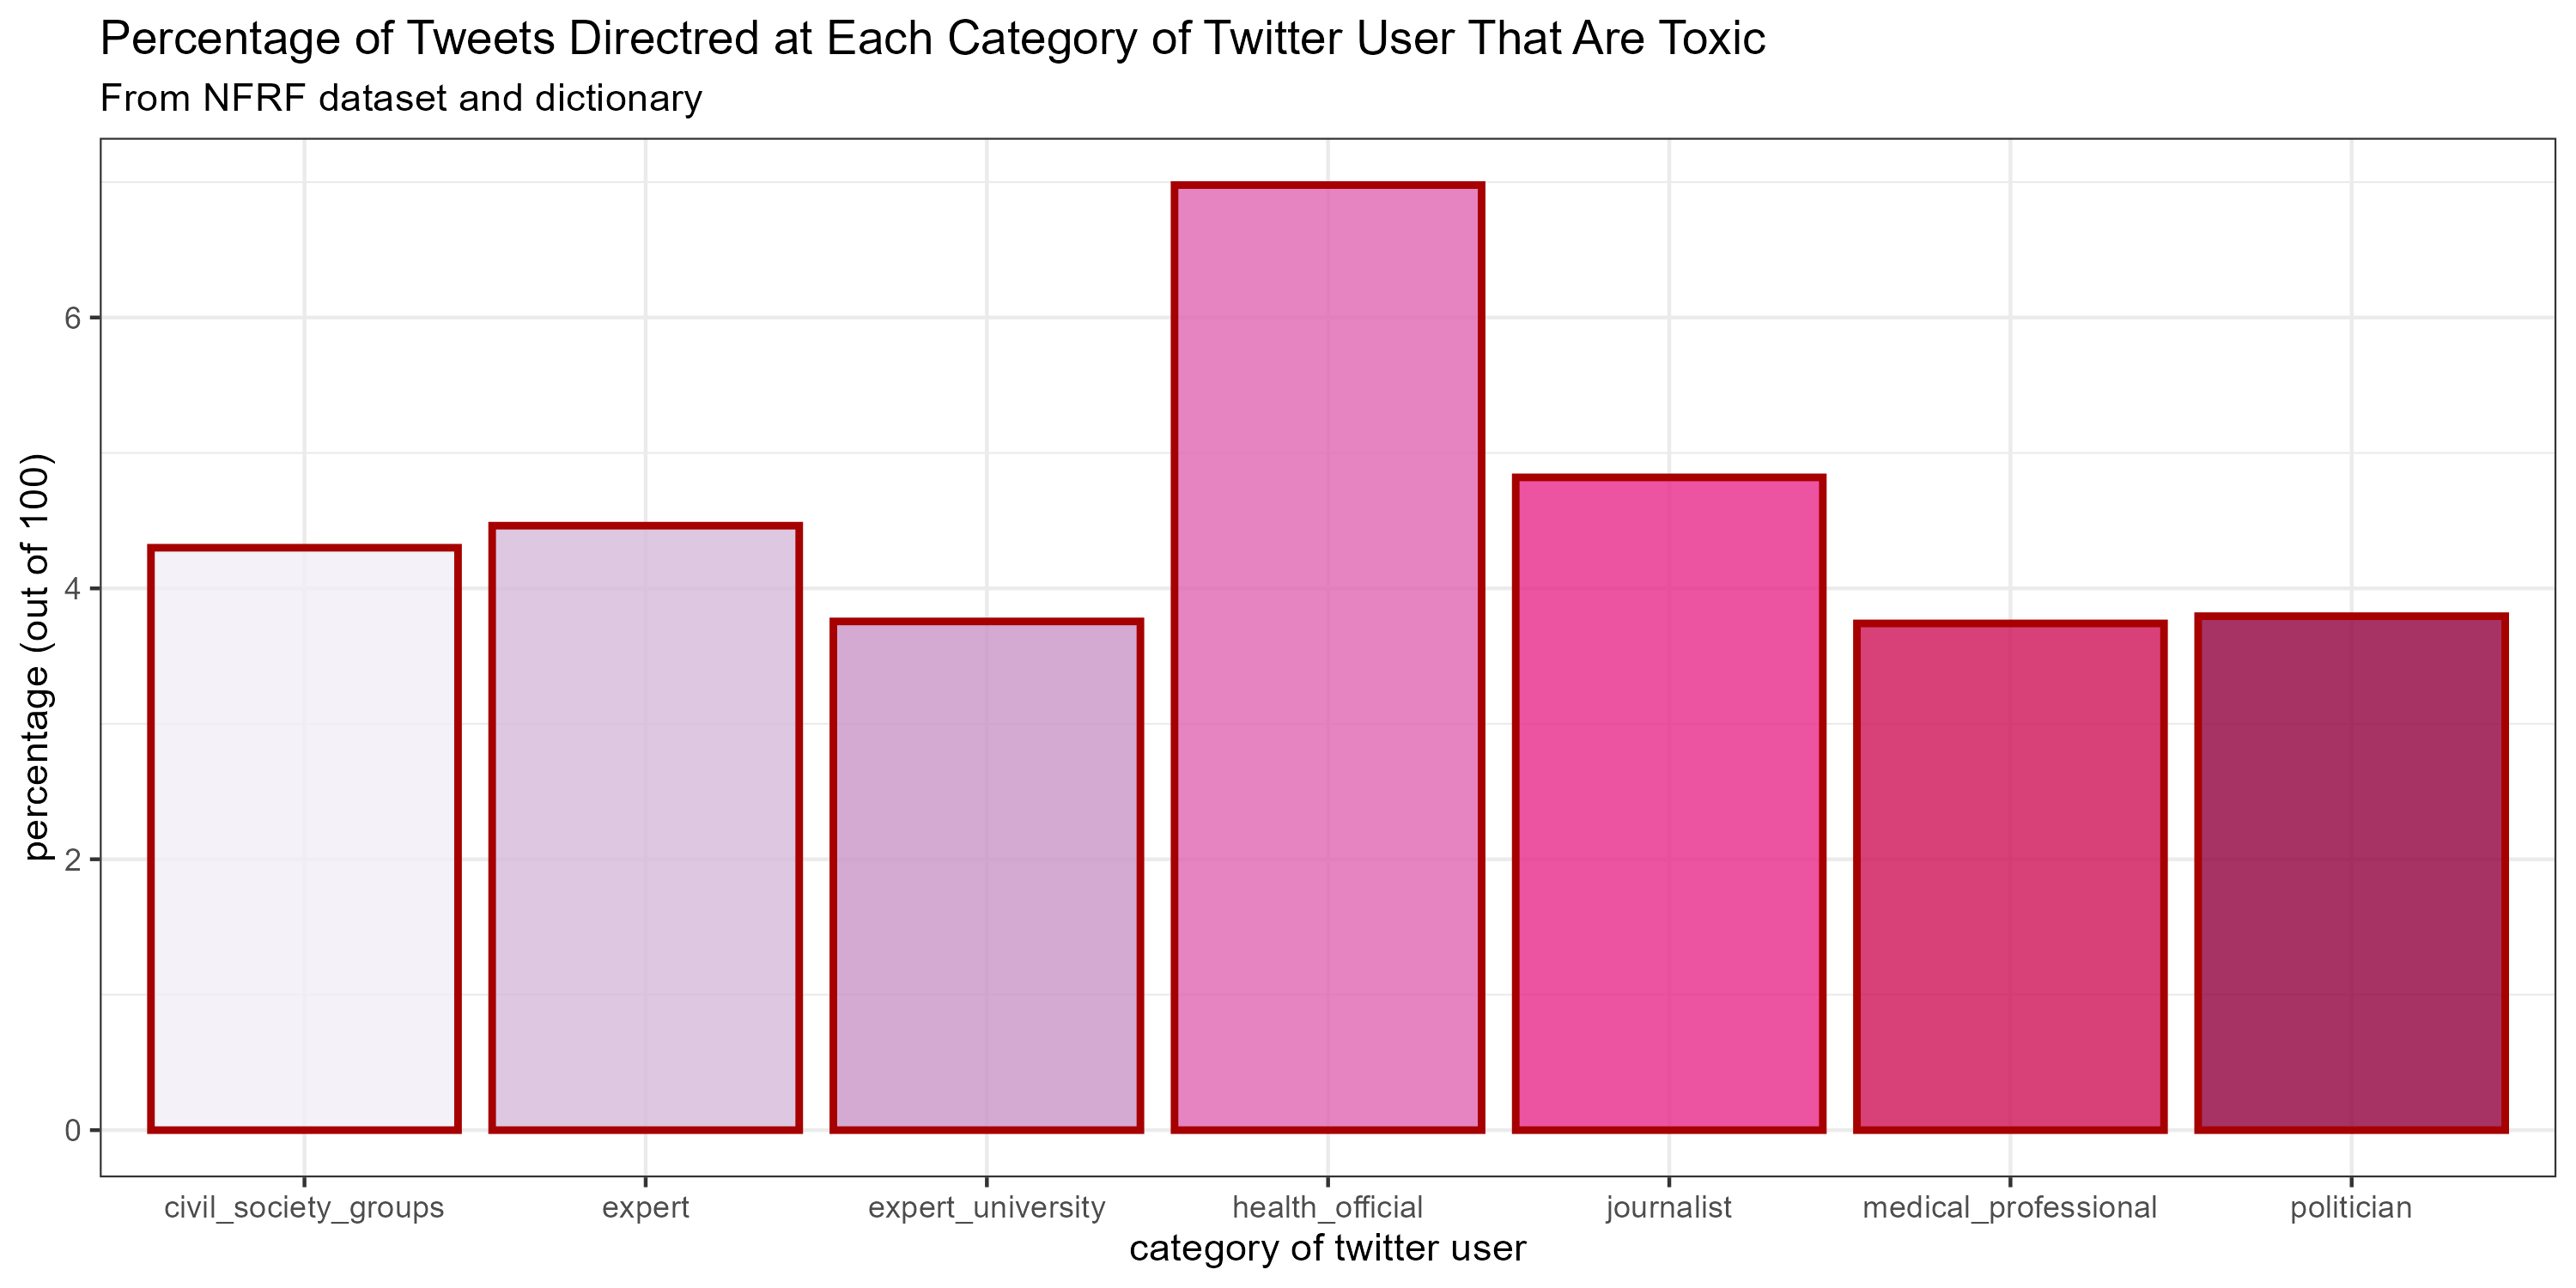 Percentage of Tweets Directred at Each Category of Twitter User That Are Toxic
From NFRF dataset and dictionary
percentage (out of 100)
6
4
2
0
civil_society_groups expert expert_university health_official journalist medical_professional politician
category of twitter user